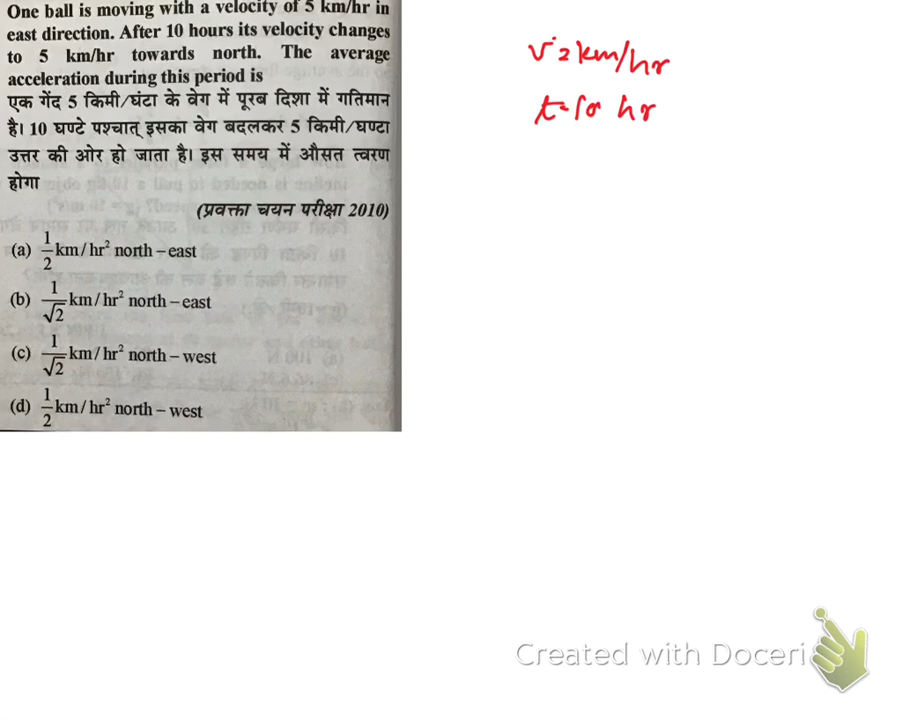 One ball is moving with a velocity of 5 km/hr in
east direction. After 10 hours its velocity changes
to 5 km/hr towards north. The average
acceleration during this period is
एक गेंद 5 किमी/घंटा के वेग में पूरब दिशा में गतिमान
है। 10 घण्टे पश्चात् इसका वेग बदलकर 5 किमी/घण्टा
उत्तर की ओर हो जाता है। इस समय में औसत त्वरण
होगा
(प्रवक्ता चयन परीक्षा 2010)
(a) 1/2 km/hr² north – east
(b) 1/√2 km/hr² north – east
(c) 1/√2 km/hr² north – west
(d) 1/2 km/hr² north – west
km/hr
t=10 hr
Created with Doceri